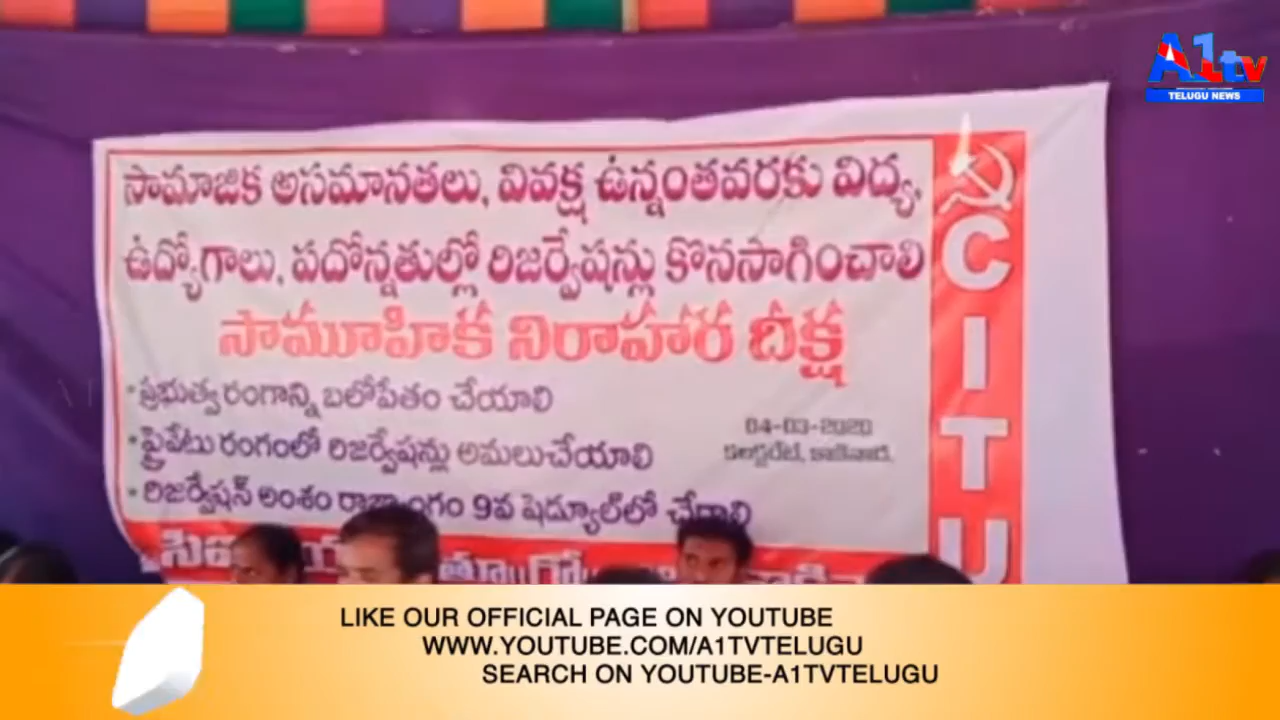 A1tv
TELUGU NEWS
సామాజిక అసమానతలు, వివక్ష ఉన్నంతవరకు విద్య,
ఉద్యోగాలు, పదోన్నతుల్లో రిజర్వేషన్లు కొనసాగించాలి
సామూహిక నిరాహార దీక్ష
• ప్రభుత్వ రంగాన్ని బలోపేతం చేయాలి
• ప్రైవేటు రంగంలో రిజర్వేషన్లు అమలుచేయాలి
• రిజర్వేషన్ అంశం రాజ్యాంగం 9వ షెడ్యూల్‌లో చేర్చాలి
04-03-2020
కలెక్టరేట్, కాకినాడ.
CITU
LIKE OUR OFFICIAL PAGE ON YOUTUBE
WWW.YOUTUBE.COM/A1TVTELUGU
SEARCH ON YOUTUBE-A1TVTELUGU